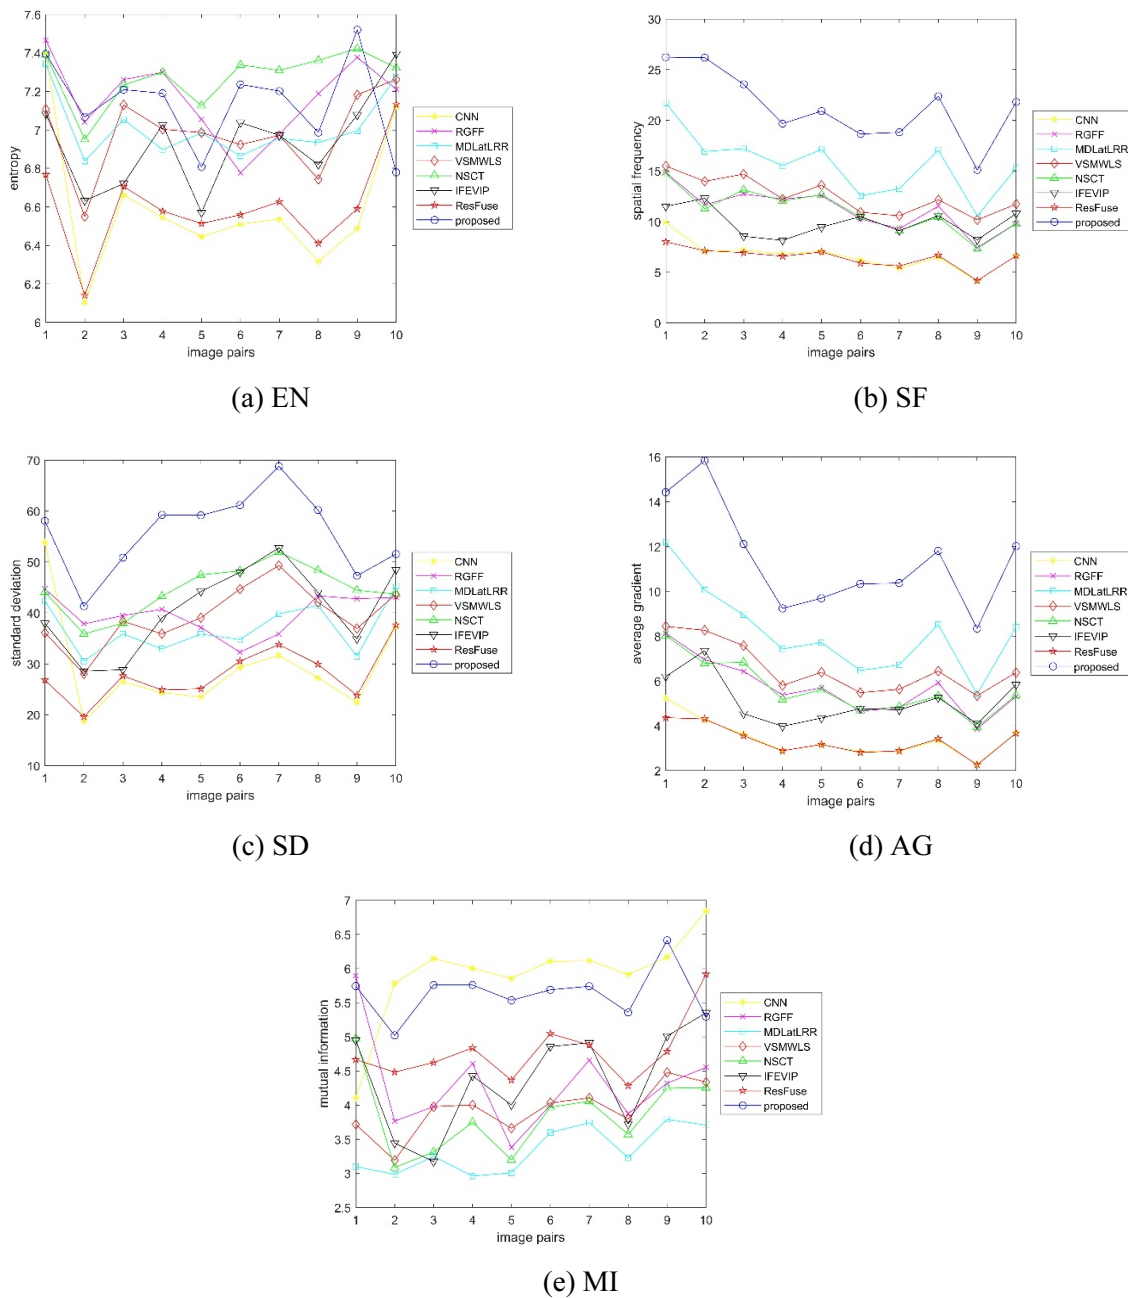 7.6
7.4
7.2
7
6.8
6.6
6.4
6.2
6
entropy
1 2 3 4 5 6 7 8 9 10
image pairs
CNN
RGFF
MDLatLRR
VSMWLS
NSCT
IFEVIP
ResFuse
proposed
(a) EN
30
25
20
15
10
5
0
spatial frequency
1 2 3 4 5 6 7 8 9 10
image pairs
CNN
RGFF
MDLatLRR
VSMWLS
NSCT
IFEVIP
ResFuse
proposed
(b) SF
70
60
50
40
30
20
10
standard deviation
1 2 3 4 5 6 7 8 9 10
image pairs
CNN
RGFF
MDLatLRR
VSMWLS
NSCT
IFEVIP
ResFuse
proposed
(c) SD
16
14
12
10
8
6
4
2
average gradient
1 2 3 4 5 6 7 8 9 10
image pairs
CNN
RGFF
MDLatLRR
VSMWLS
NSCT
IFEVIP
ResFuse
proposed
(d) AG
7
6.5
6
5.5
5
4.5
4
3.5
3
2.5
mutual information
1 2 3 4 5 6 7 8 9 10
image pairs
CNN
RGFF
MDLatLRR
VSMWLS
NSCT
IFEVIP
ResFuse
proposed
(e) MI